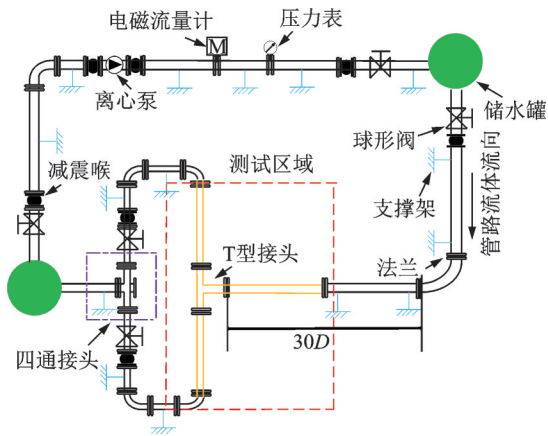 电磁流量计
压力表
M
离心泵
储水罐
球形阀
减震喉
测试区域
支撑架
管路流体流向
T型接头
法兰
30D
四通接头